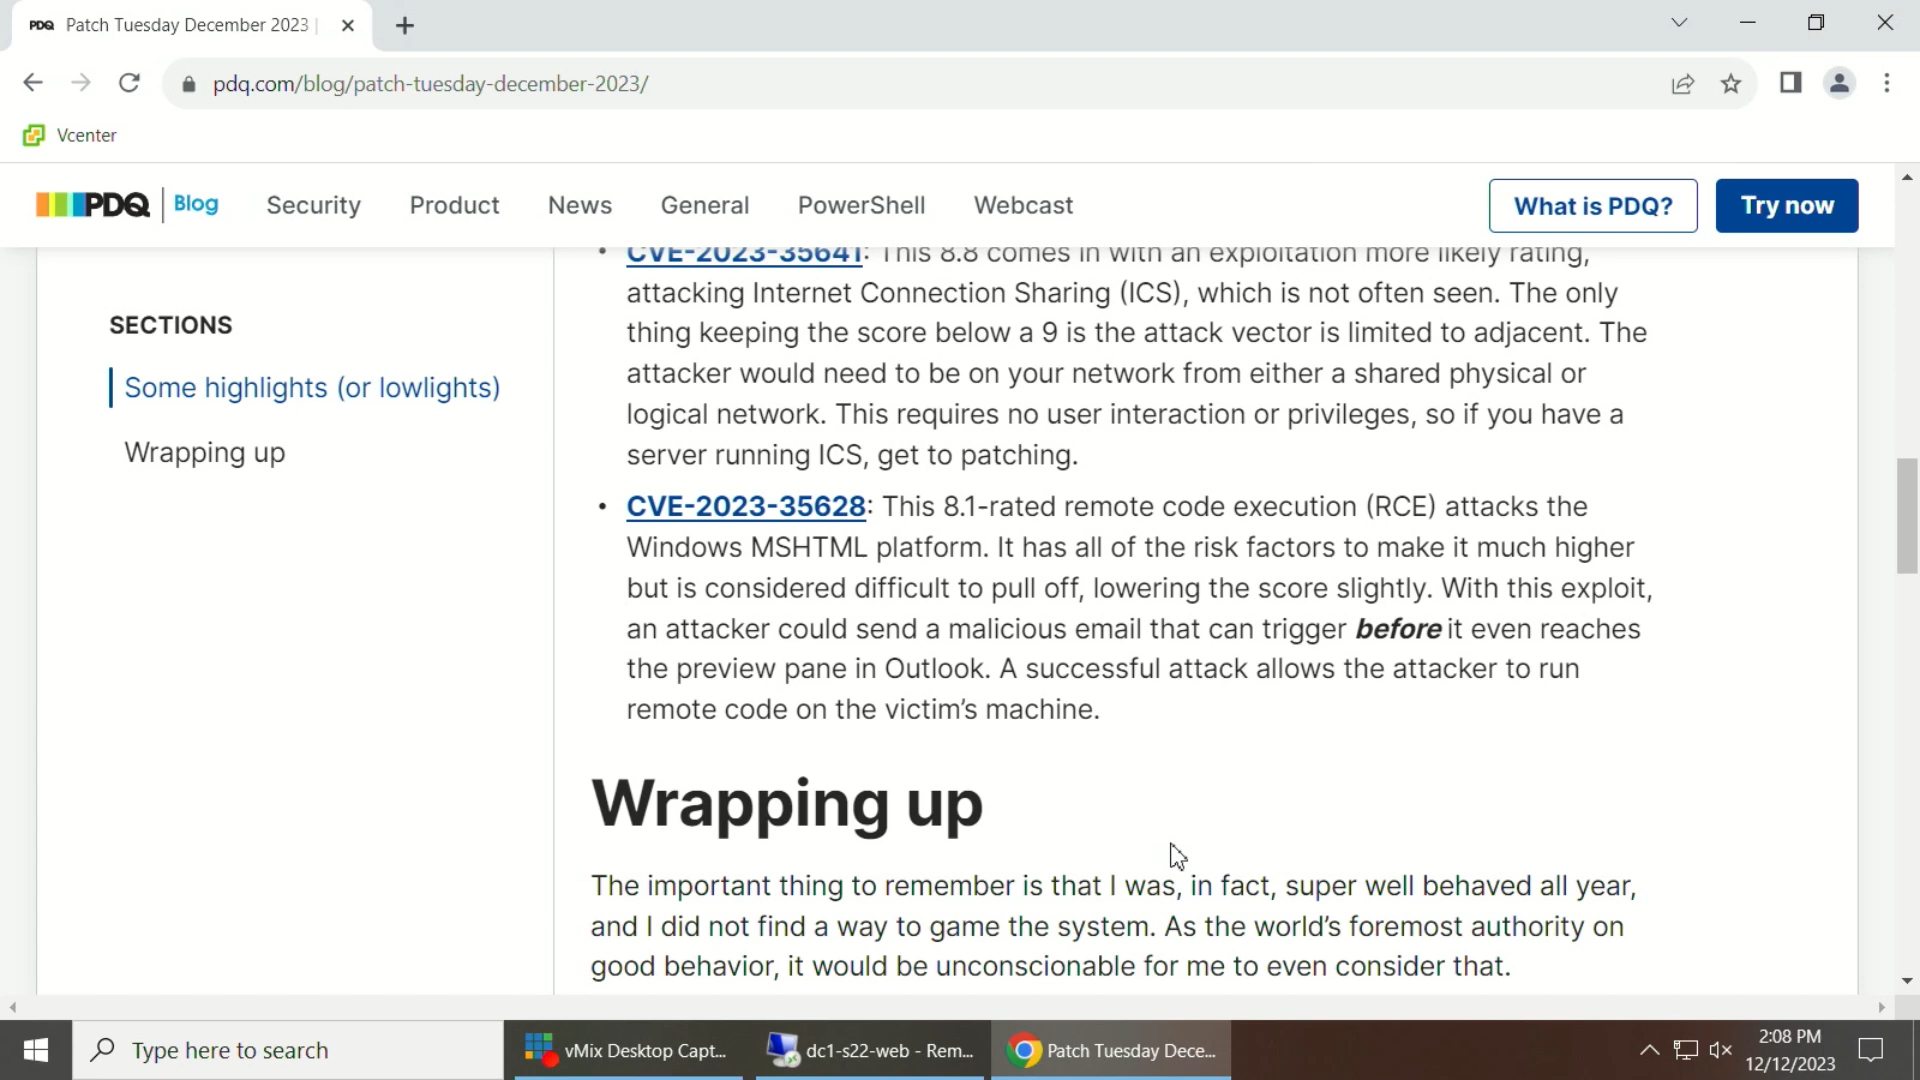 PDQ Patch Tuesday December 2023
pdq.com/blog/patch-tuesday-december-2023/
Vcenter
PDQ Blog Security Product News General PowerShell Webcast What is PDQ? Try now
SECTIONS
Some highlights (or lowlights)
Wrapping up
• CVE-2023-35641: This 8.8 comes in with an exploitation more likely rating,
attacking Internet Connection Sharing (ICS), which is not often seen. The only
thing keeping the score below a 9 is the attack vector is limited to adjacent. The
attacker would need to be on your network from either a shared physical or
logical network. This requires no user interaction or privileges, so if you have a
server running ICS, get to patching.
• CVE-2023-35628: This 8.1-rated remote code execution (RCE) attacks the
Windows MSHTML platform. It has all of the risk factors to make it much higher
but is considered difficult to pull off, lowering the score slightly. With this exploit,
an attacker could send a malicious email that can trigger before it even reaches
the preview pane in Outlook. A successful attack allows the attacker to run
remote code on the victim's machine.
Wrapping up
The important thing to remember is that I was, in fact, super well behaved all year,
and I did not find a way to game the system. As the world's foremost authority on
good behavior, it would be unconscionable for me to even consider that.
Type here to search
vMix Desktop Capt...
dc1-s22-web - Rem...
Patch Tuesday Dece...
2:08 PM
12/12/2023